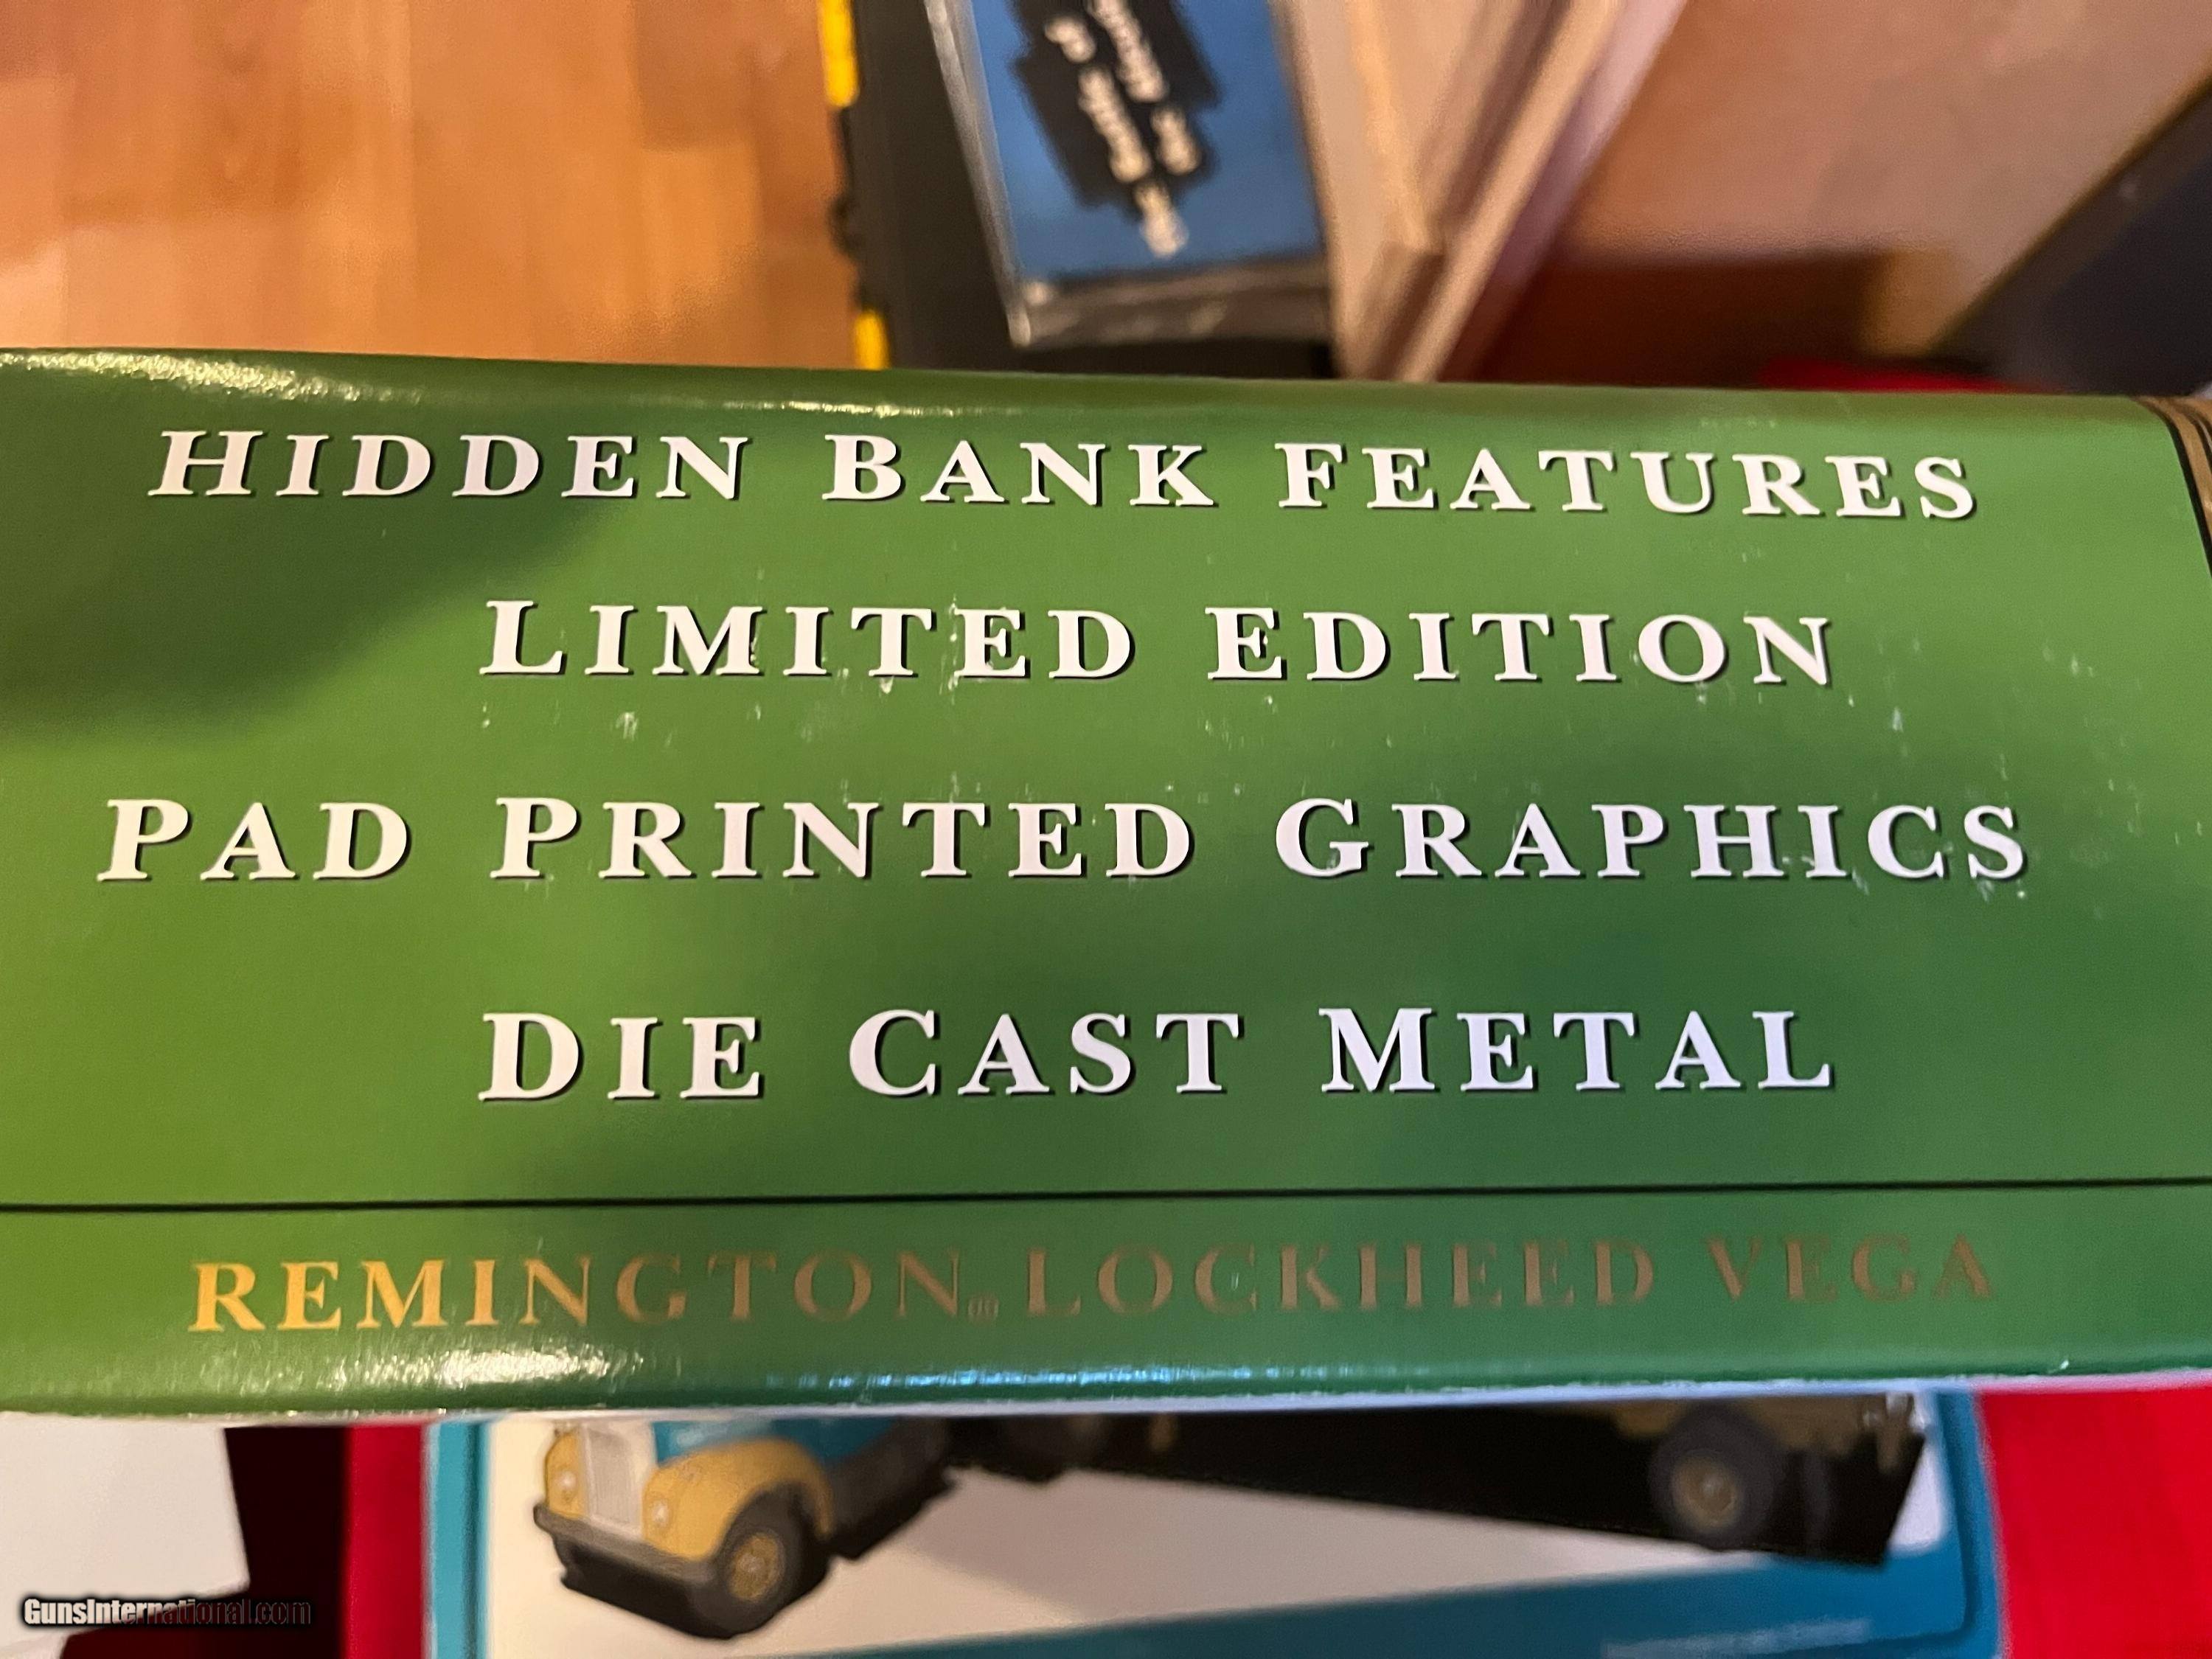 HIDDEN BANK FEATURES
LIMITED EDITION
PAD PRINTED GRAPHICS
DIE CAST METAL
REMINGTON® LOCKHEED VEGA
GunsInternational.com